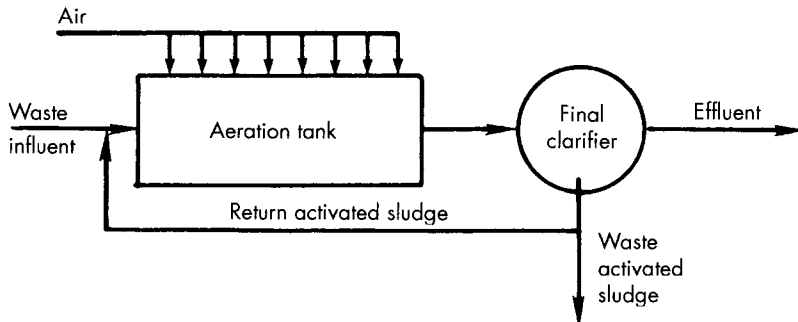 Air
Waste
influent
Aeration tank
Final
clarifier
Effluent
Return activated sludge
Waste
activated
sludge